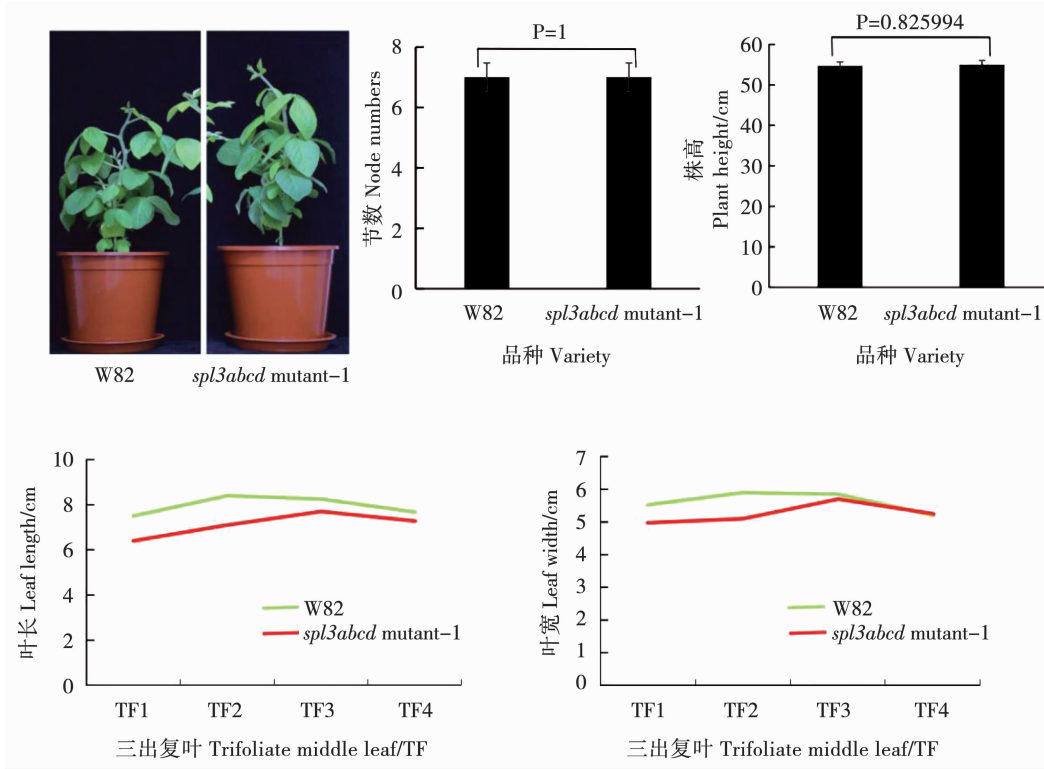 W82
spl3abcd mutant-1
节数 Node numbers
8
6
4
2
0
P=1
W82
spl3abcd mutant-1
品种 Variety
株高
Plant height/cm
60
50
40
30
20
10
0
P=0.825994
W82
spl3abcd mutant-1
品种 Variety
叶长 Leaf length/cm
10
8
6
4
2
0
W82
spl3abcd mutant-1
TF1
TF2
TF3
TF4
三出复叶 Trifoliate middle leaf/TF
叶宽 Leaf width/cm
7
6
5
4
3
2
1
0
W82
spl3abcd mutant-1
TF1
TF2
TF3
TF4
三出复叶 Trifoliate middle leaf/TF